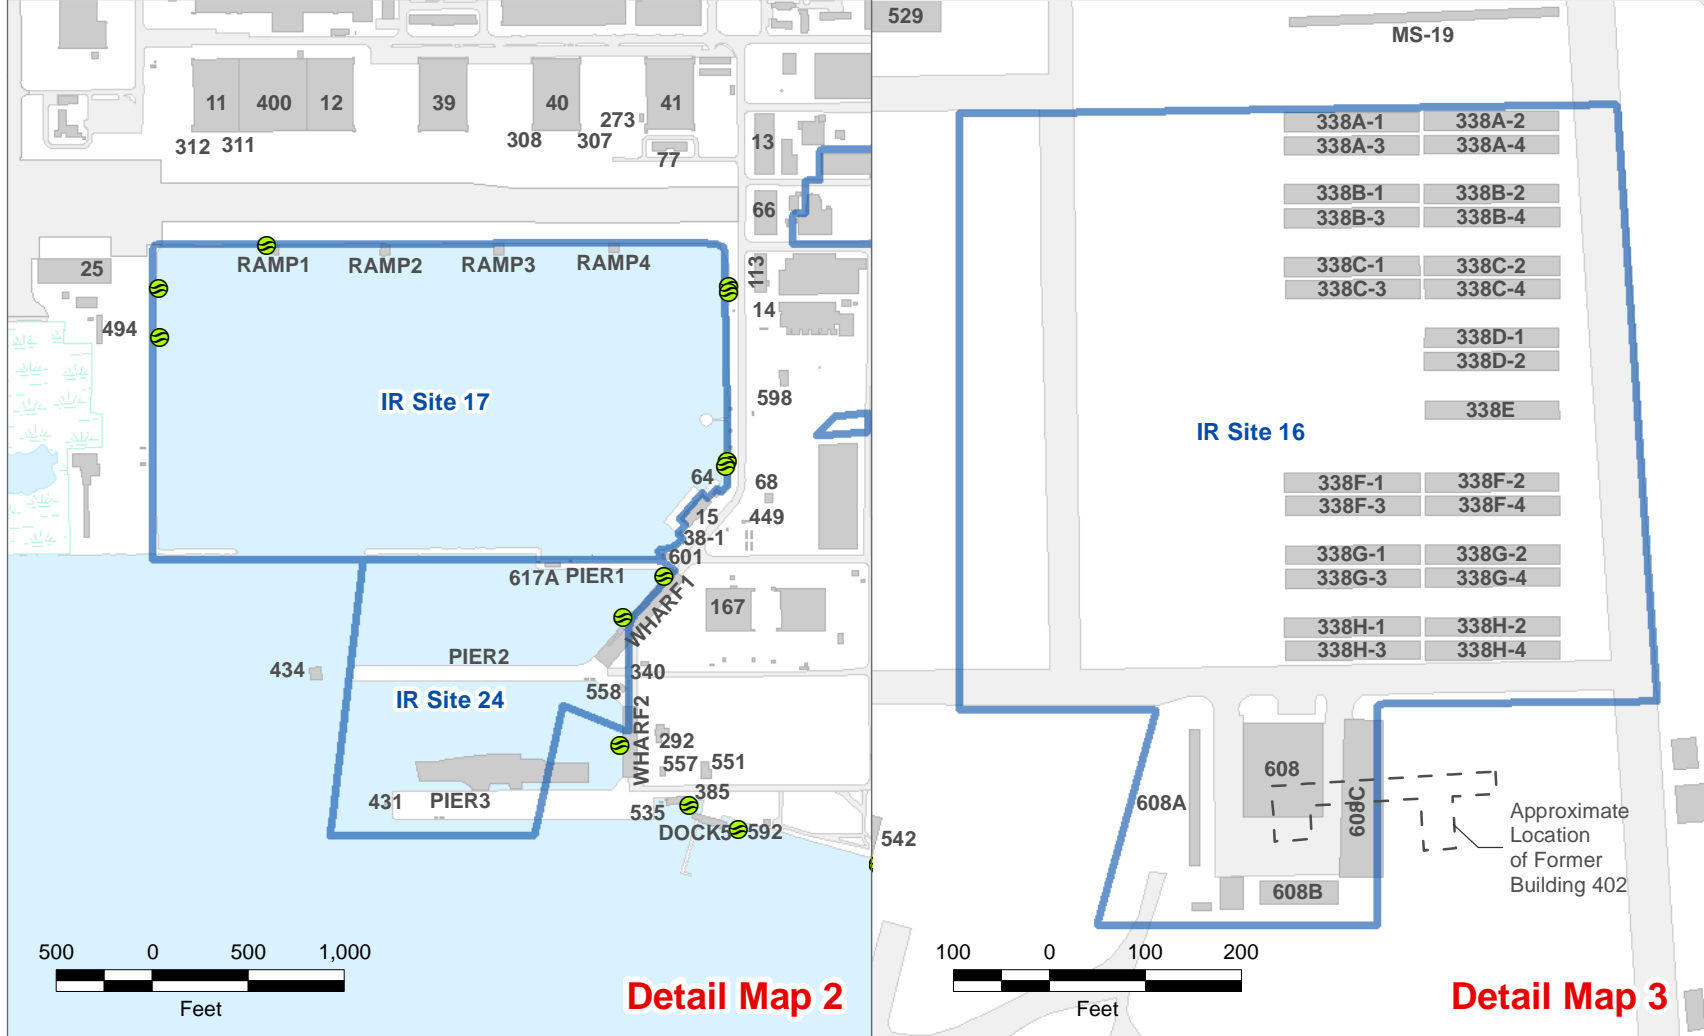 11
400
12
39
40
41
312
311
308
273
307
77
13
66
25
RAMP1
RAMP2
RAMP3
RAMP4
113
14
494
IR Site 17
598
64
68
15
449
38-1
601
617A
PIER1
WHARF1
167
PIER2
434
340
IR Site 24
558
WHARF2
292
557
551
431
PIER3
385
535
DOCK5
592
500
0
500
1,000
Feet
Detail Map 2
529
MS-19
338A-1
338A-2
338A-3
338A-4
338B-1
338B-2
338B-3
338B-4
338C-1
338C-2
338C-3
338C-4
338D-1
338D-2
338E
IR Site 16
338F-1
338F-2
338F-3
338F-4
338G-1
338G-2
338G-3
338G-4
338H-1
338H-2
338H-3
338H-4
608
608A
608C
608B
Approximate
Location
of Former
Building 402
542
100
0
100
200
Feet
Detail Map 3